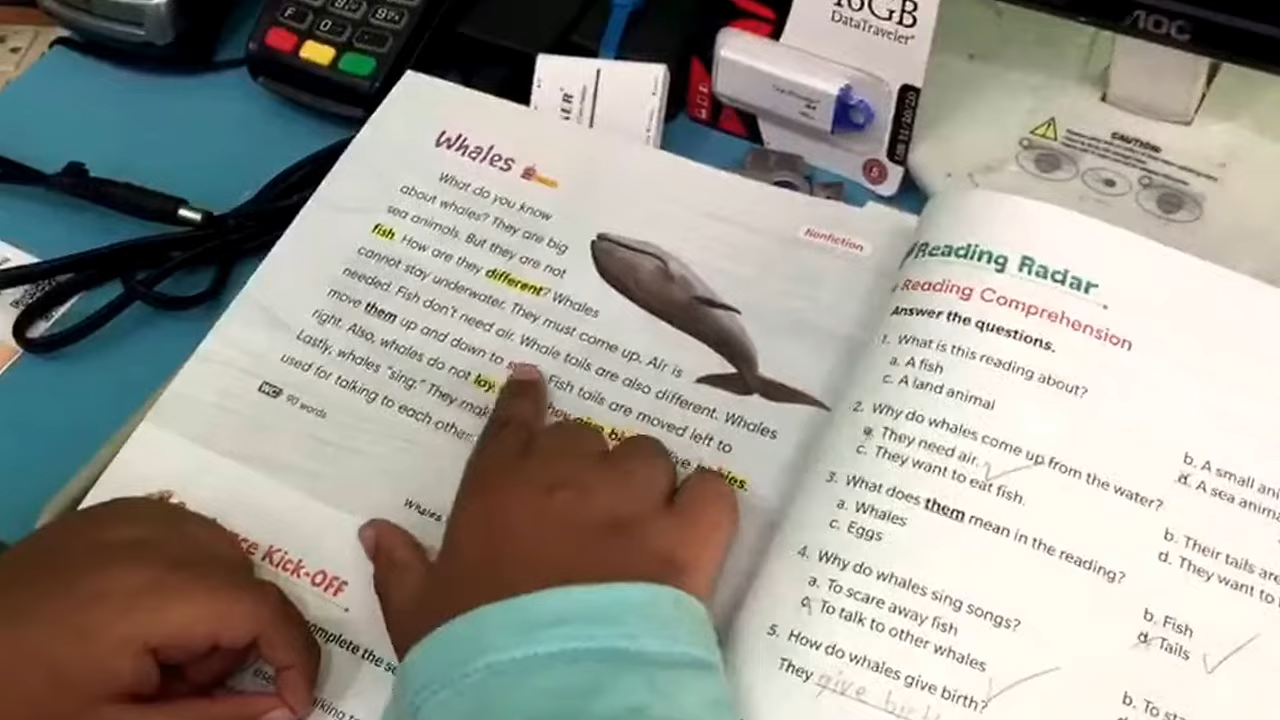 16GB
DataTraveler
AOC
CAUTION
Whales
What do you know
about whales? They are big
sea animals. But they are not
fish. How are they different? Whales
cannot stay underwater. They must come up. Air is
needed. Fish don't need air. Whale tails are also different. Whales
move them up and down to Fish tails are moved left to
right. Also, whales do not lay
Lastly, whales "sing." They
used for talking to each other.
WC 90 words
Nonfiction
Whales
Kick-OFF
Reading Radar
Reading Comprehension
Answer the questions.
1. What is this reading about?
a. A fish
b. A small
c. A land animal
d. A sea
2. Why do whales come up from the water?
a. They need air.
b. Their tails are
c. They want to eat fish.
d. They want to
3. What does them mean in the reading?
a. Whales
b. Fish
c. Eggs
d. Tails
4. Why do whales sing songs?
a. To scare away fish
b. To
c. To talk to other whales
5. How do whales give birth?
They give